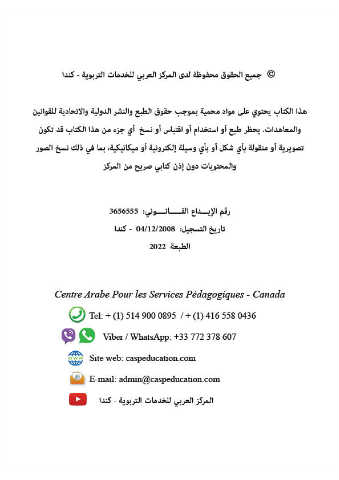 © جميع الحقوق محفوظة لدى المركز العربي للخدمات التربوية - كندا
هذا الكتاب يحتوي على مواد محمية بموجب حقوق الطبع والنشر الدولية والاتحادية للقوانين
والمعاهدات. يحظر طبع أو استخدام أو اقتباس أو نسخ أي جزء من هذا الكتاب قد تكون
تصويرية أو منقولة بأي شكل أو بأي وسيلة إلكترونية أو ميكانيكية، بما في ذلك نسخ الصور
والمحتويات دون إذن كتابي صريح من المركز
رقم الإيــداع القــــانــــوني: 3656555
تاريخ التسجيل: 04/12/2008 - كندا
الطبعة 2022
Centre Arabe Pour les Services Pédagogiques - Canada
Tel: + (1) 514 900 0895 / + (1) 416 558 0436
Viber / WhatsApp: +33 772 378 607
Site web: caspeducation.com
E-mail: admin@caspeducation.com
المركز العربي للخدمات التربوية - كندا